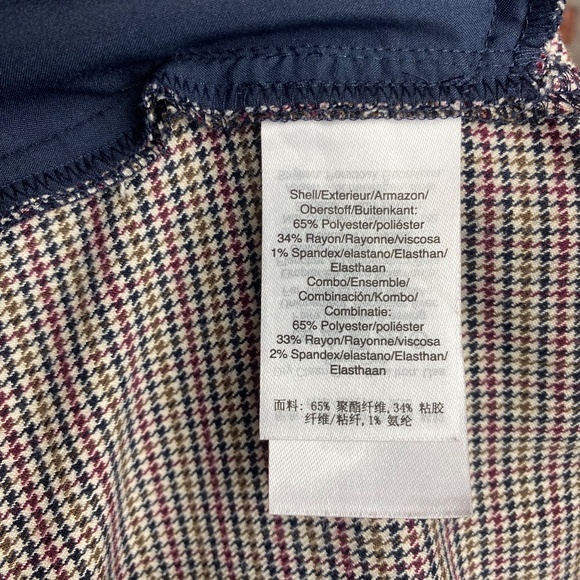 Shell/Exterieur/Armazon/
Oberstoff/Buitenkant:
65% Polyester/poliéster
34% Rayon/Rayonne/viscosa
1% Spandex/elastano/Elasthan/
Elasthaan
Combo/Ensemble/
Combinación/Kombo/
Combinatie:
65% Polyester/poliéster
33% Rayon/Rayonne/viscosa
2% Spandex/elastano/Elasthan/
Elasthaan
面料: 65% 聚酯纤维, 34% 粘胶
纤维/粘纤, 1% 氨纶